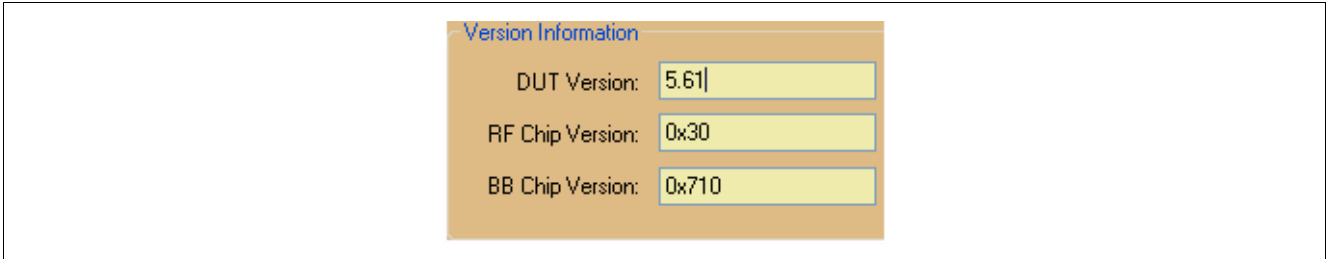 Version Information
DUT Version: 5.61
RF Chip Version: 0x30
BB Chip Version: 0x710